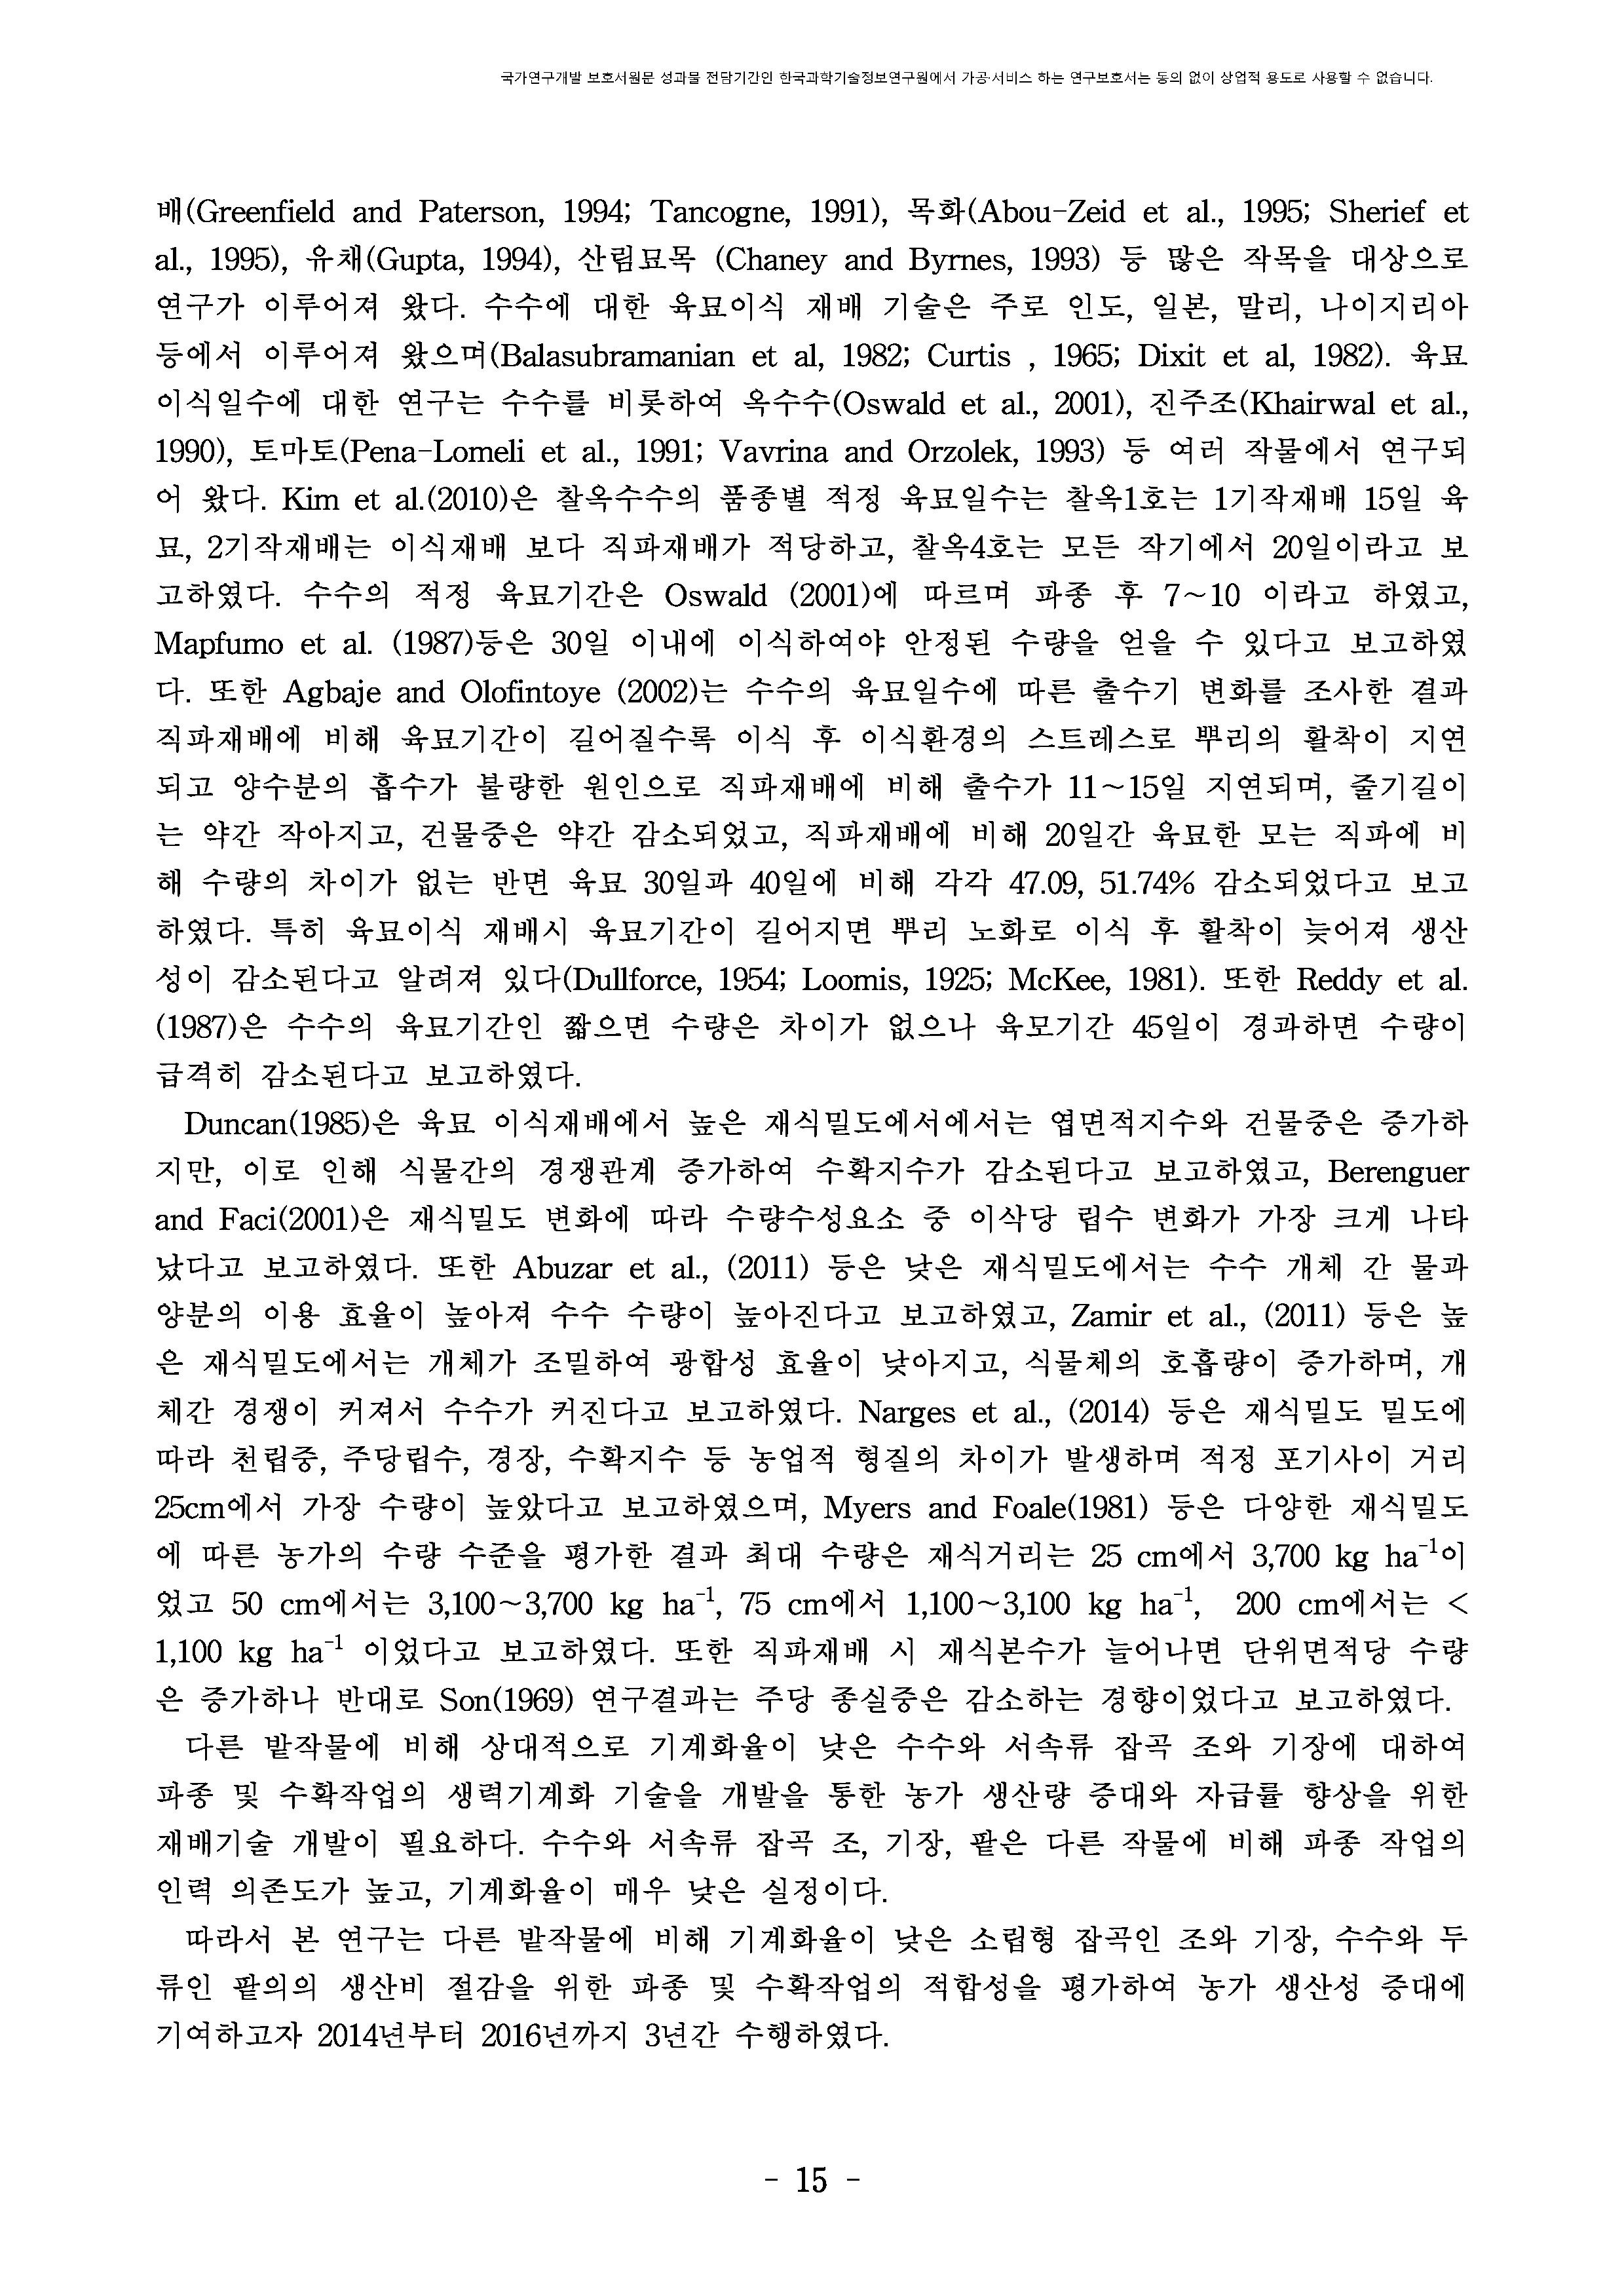 국가연구개발 보호서원문 성과물 전담기간인 한국과학기술정보연구원에서 가공·서비스 하는 연구보호서는 동의 없이 상업적 용도로 사용할 수 없습니다.
배(Greenfield and Paterson, 1994; Tancogne, 1991), 목화(Abou-Zeid et al., 1995; Sherief et
al., 1995), 유채(Gupta, 1994), 산림묘목 (Chaney and Byrnes, 1993) 등 많은 작목을 대상으로
연구가 이루어져 왔다. 수수에 대한 육묘이식 재배 기술은 주로 인도, 일본, 말리, 나이지리아
등에서 이루어져 왔으며(Balasubramanian et al, 1982; Curtis , 1965; Dixit et al, 1982). 육묘
이식일수에 대한 연구는 수수를 비롯하여 옥수수(Oswald et al., 2001), 진주조(Khairwal et al.,
1990), 토마토(Pena-Lomeli et al., 1991; Vavrina and Orzolek, 1993) 등 여러 작물에서 연구되
어 왔다. Kim et al.(2010)은 찰옥수수의 품종별 적정 육묘일수는 찰옥1호는 1기작재배 15일 육
묘, 2기작재배는 이식재배 보다 직파재배가 적당하고, 찰옥4호는 모든 작기에서 20일이라고 보
고하였다. 수수의 적정 육묘기간은 Oswald (2001)에 따르며 파종 후 7~10 이라고 하였고,
Mapfumo et al. (1987)등은 30일 이내에 이식하여야 안정된 수량을 얻을 수 있다고 보고하였
다. 또한 Agbaje and Olofintoye (2002)는 수수의 육묘일수에 따른 출수기 변화를 조사한 결과
직파재배에 비해 육묘기간이 길어질수록 이식 후 이식환경의 스트레스로 뿌리의 활착이 지연
되고 양수분의 흡수가 불량한 원인으로 직파재배에 비해 출수가 11~15일 지연되며, 줄기길이
는 약간 작아지고, 건물중은 약간 감소되었고, 직파재배에 비해 20일간 육묘한 모는 직파에 비
해 수량의 차이가 없는 반면 육묘 30일과 40일에 비해 각각 47.09, 51.74% 감소되었다고 보고
하였다. 특히 육묘이식 재배시 육묘기간이 길어지면 뿌리 노화로 이식 후 활착이 늦어져 생산
성이 감소된다고 알려져 있다(Dullforce, 1954; Loomis, 1925; McKee, 1981). 또한 Reddy et al.
(1987)은 수수의 육묘기간인 짧으면 수량은 차이가 없으나 육모기간 45일이 경과하면 수량이
급격히 감소된다고 보고하였다.
Duncan(1985)은 육묘 이식재배에서 높은 재식밀도에서에서는 엽면적지수와 건물중은 증가하
지만, 이로 인해 식물간의 경쟁관계 증가하여 수확지수가 감소된다고 보고하였고, Berenguer
and Faci(2001)은 재식밀도 변화에 따라 수량수성요소 중 이삭당 립수 변화가 가장 크게 나타
났다고 보고하였다. 또한 Abuzar et al., (2011) 등은 낮은 재식밀도에서는 수수 개체 간 물과
양분의 이용 효율이 높아져 수수 수량이 높아진다고 보고하였고, Zamir et al., (2011) 등은 높
은 재식밀도에서는 개체가 조밀하여 광합성 효율이 낮아지고, 식물체의 호흡량이 증가하며, 개
체간 경쟁이 커져서 수수가 커진다고 보고하였다. Narges et al., (2014) 등은 재식밀도 밀도에
따라 천립중, 주당립수, 경장, 수확지수 등 농업적 형질의 차이가 발생하며 적정 포기사이 거리
25cm에서 가장 수량이 높았다고 보고하였으며, Myers and Foale(1981) 등은 다양한 재식밀도
에 따른 농가의 수량 수준을 평가한 결과 최대 수량은 재식거리는 25 cm에서 3,700 kg ha⁻¹이
었고 50 cm에서는 3,100~3,700 kg ha⁻¹, 75 cm에서 1,100~3,100 kg ha⁻¹, 200 cm에서는 <
1,100 kg ha⁻¹ 이었다고 보고하였다. 또한 직파재배 시 재식본수가 늘어나면 단위면적당 수량
은 증가하나 반대로 Son(1969) 연구결과는 주당 종실중은 감소하는 경향이었다고 보고하였다.
다른 밭작물에 비해 상대적으로 기계화율이 낮은 수수와 서속류 잡곡 조와 기장에 대하여
파종 및 수확작업의 생력기계화 기술을 개발을 통한 농가 생산량 증대와 자급률 향상을 위한
재배기술 개발이 필요하다. 수수와 서속류 잡곡 조, 기장, 팥은 다른 작물에 비해 파종 작업의
인력 의존도가 높고, 기계화율이 매우 낮은 실정이다.
따라서 본 연구는 다른 밭작물에 비해 기계화율이 낮은 소립형 잡곡인 조와 기장, 수수와 두
류인 팥의의 생산비 절감을 위한 파종 및 수확작업의 적합성을 평가하여 농가 생산성 증대에
기여하고자 2014년부터 2016년까지 3년간 수행하였다.
- 15 -